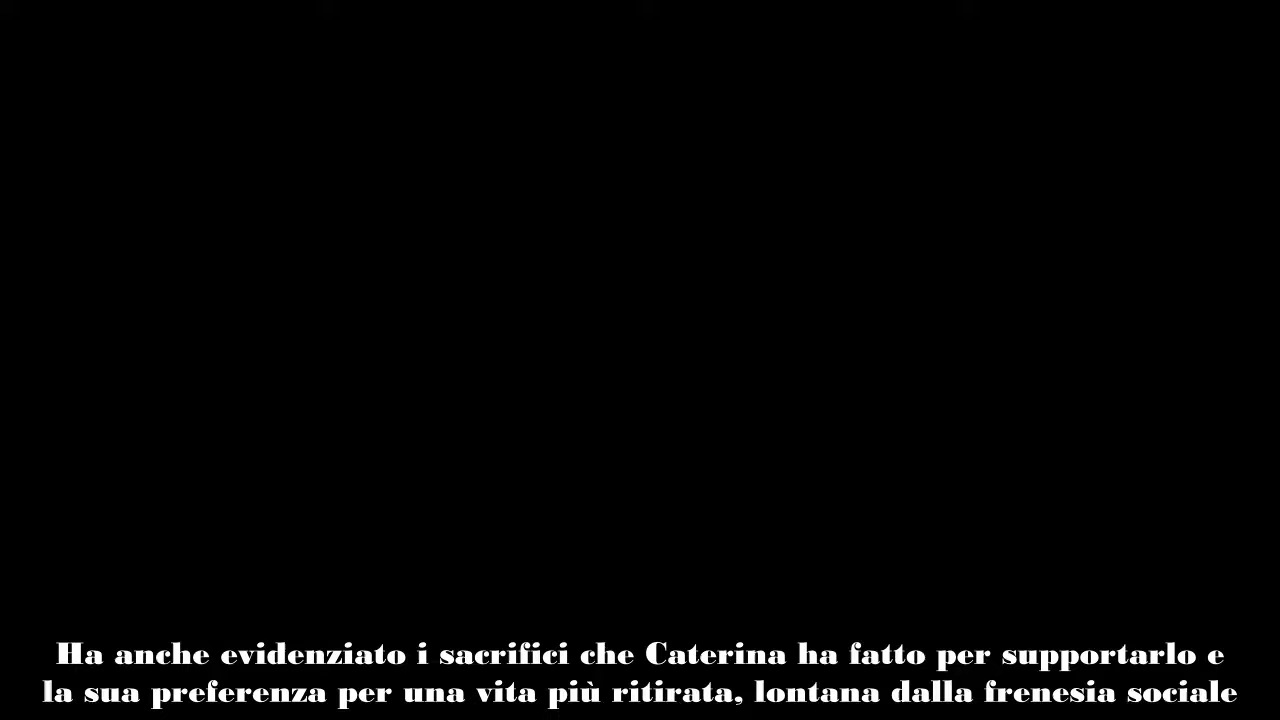 Ha anche evidenziato i sacrifici che Caterina ha fatto per supportarlo e
la sua preferenza per una vita più ritirata, lontana dalla frenesia sociale